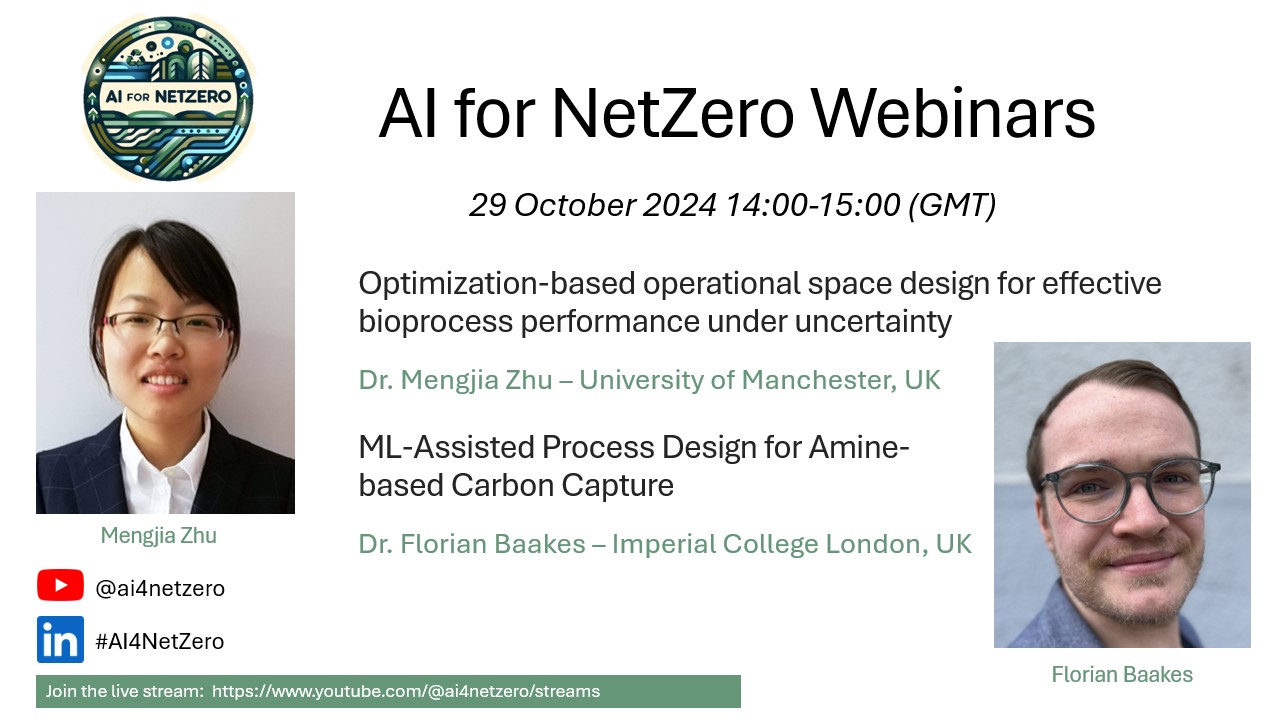 AI FOR NETZERO
AI for NetZero Webinars
29 October 2024 14:00-15:00 (GMT)
Optimization-based operational space design for effective
bioprocess performance under uncertainty
Dr. Mengjia Zhu – University of Manchester, UK
ML-Assisted Process Design for Amine-
based Carbon Capture
Dr. Florian Baakes – Imperial College London, UK
Mengjia Zhu
@ai4netzero
in
#AI4NetZero
Join the live stream: https://www.youtube.com/@ai4netzero/streams
Florian Baakes